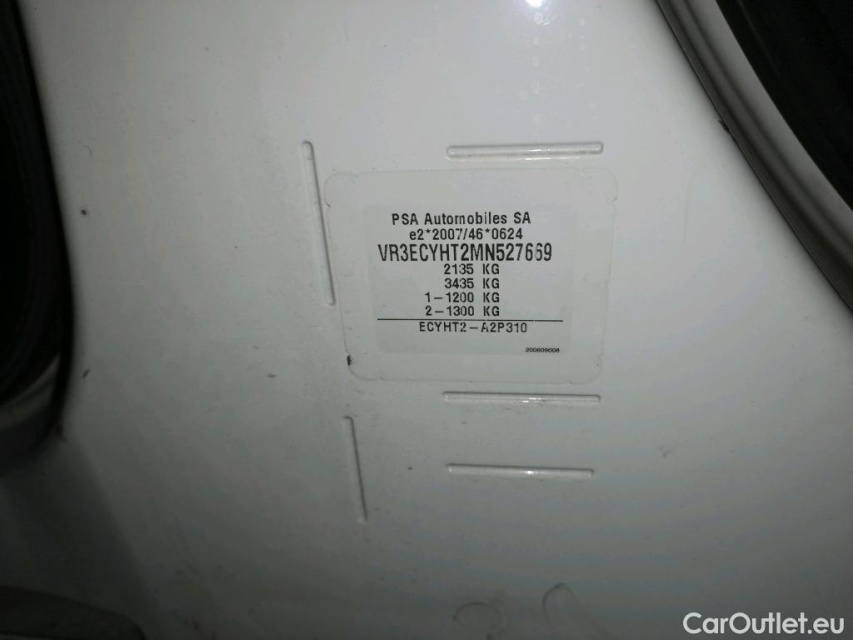 PSA Automobiles SA
e2*2007/46*0624
VR3ECYHT2MN527669
2135 KG
3435 KG
1-1200 KG
2-1300 KG
ECYHT2-A2P310
CarOutlet.eu